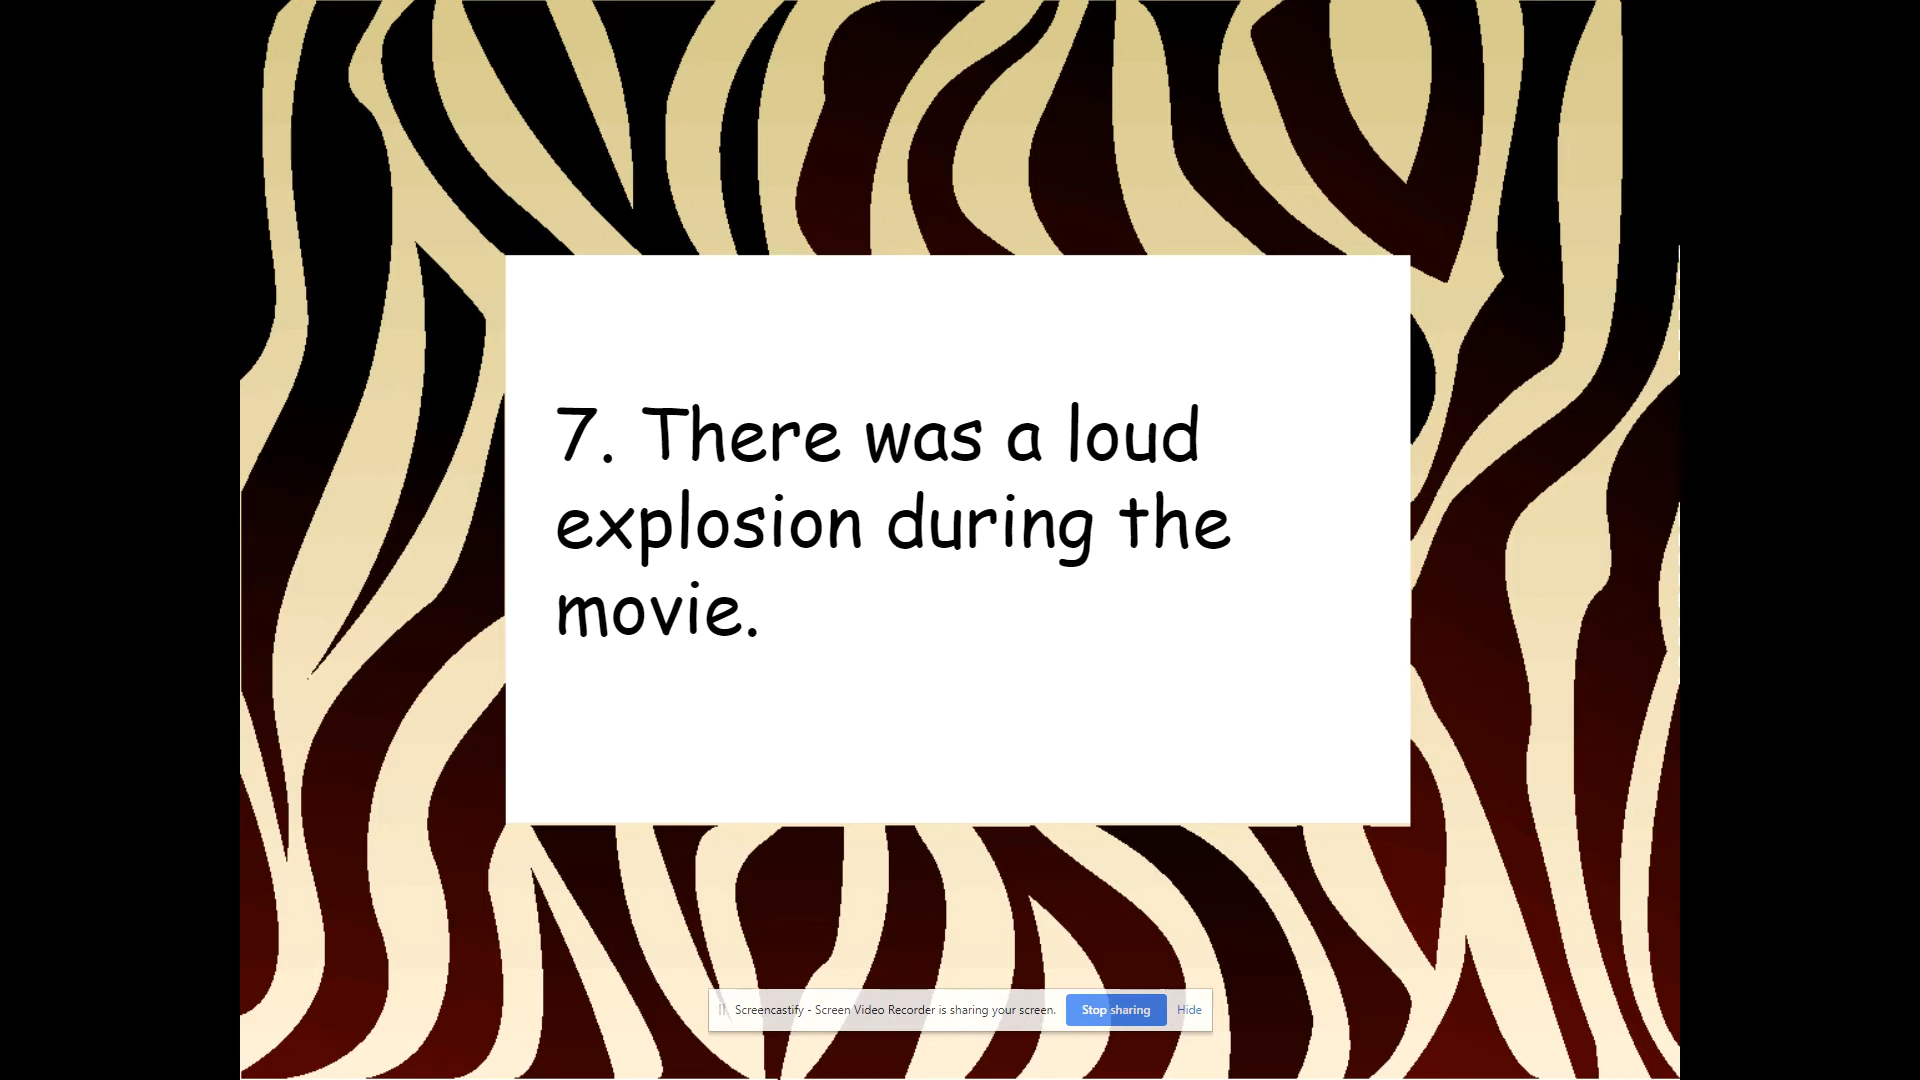 7. There was a loud
explosion during the
movie.
Screencastify - Screen Video Recorder is sharing your screen. Stop sharing Hide